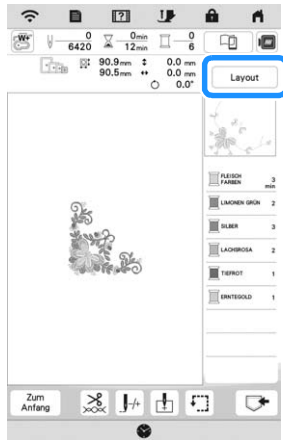 W+
0
6420
0min
12min
0
6
90.9mm
90.5mm
0.0 mm
0.0 mm
0.0°
Layout
FLEISCH
FARBEN
3
min
LIMONEN GRÜN
2
SILBER
3
LACHSROSA
2
TIEFROT
1
ERNTEGOLD
1
Zum
Anfang
-/+